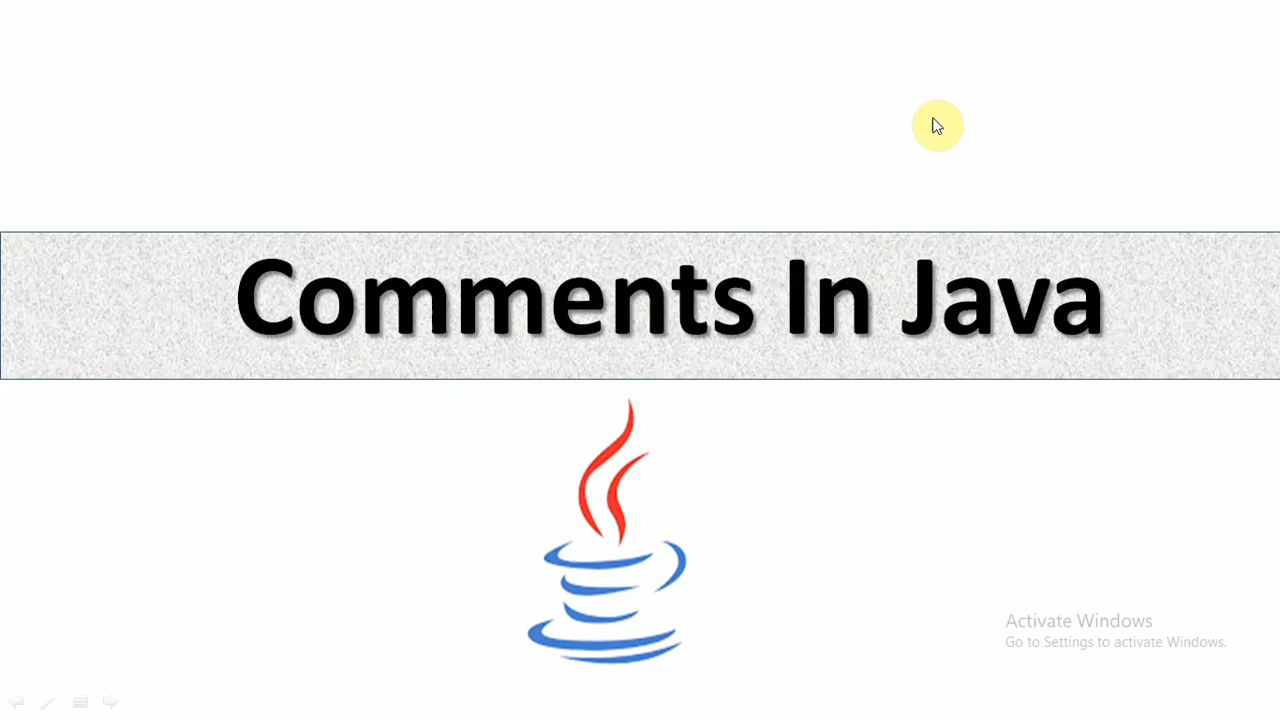 Comments In Java
Activate Windows
Go to Settings to activate Windows.